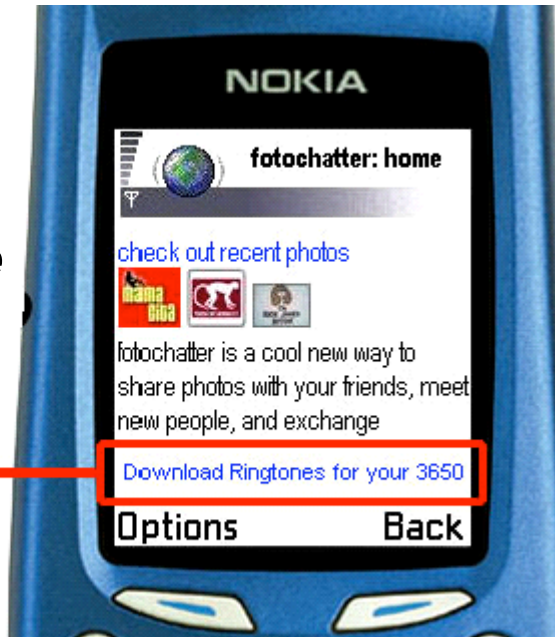 NOKIA
fotochatter: home
check out recent photos
mama
cita
fotochatter is a cool new way to
share photos with your friends, meet
new people, and exchange
Download Ringtones for your 3650
Options
Back